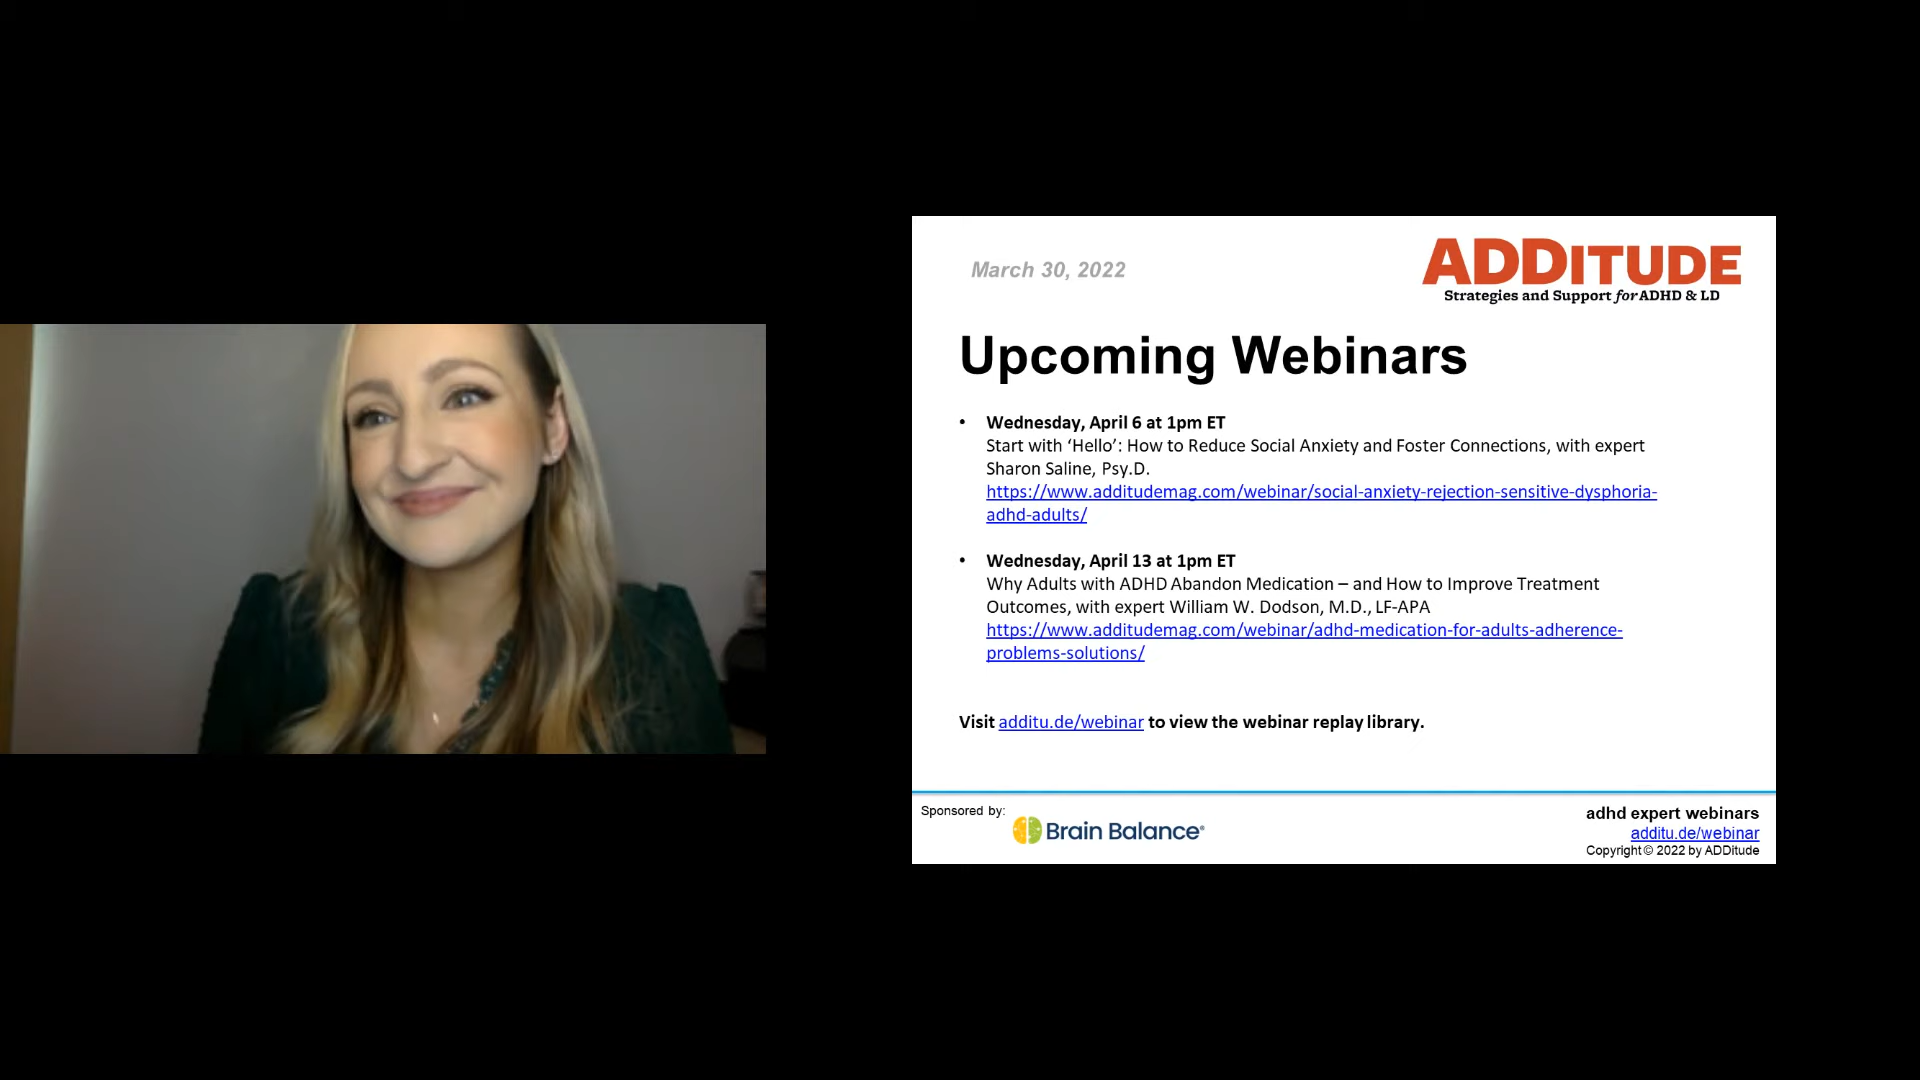 March 30, 2022
ADDITUDE
Strategies and Support for ADHD & LD
Upcoming Webinars
• Wednesday, April 6 at 1pm ET
Start with ‘Hello’: How to Reduce Social Anxiety and Foster Connections, with expert
Sharon Saline, Psy.D.
https://www.additudemag.com/webinar/social-anxiety-rejection-sensitive-dysphoria-
adhd-adults/
• Wednesday, April 13 at 1pm ET
Why Adults with ADHD Abandon Medication – and How to Improve Treatment
Outcomes, with expert William W. Dodson, M.D., LF-APA
https://www.additudemag.com/webinar/adhd-medication-for-adults-adherence-
problems-solutions/
Visit additu.de/webinar to view the webinar replay library.
Sponsored by:
Brain Balance®
adhd expert webinars
additu.de/webinar
Copyright © 2022 by ADDitude